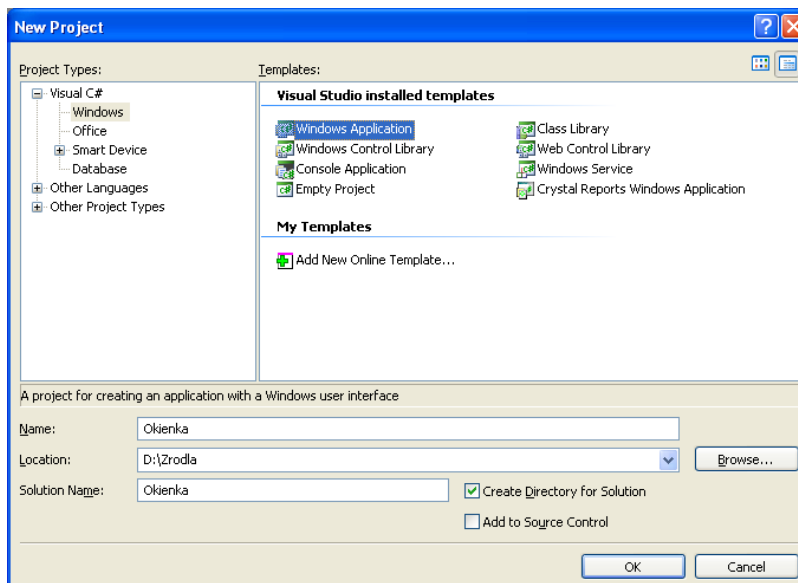 New Project
Project Types:
Templates:
Visual C#
Windows
Office
Smart Device
Database
Other Languages
Other Project Types
Visual Studio installed templates
Windows Application
Class Library
Windows Control Library
Web Control Library
Console Application
Windows Service
Empty Project
Crystal Reports Windows Application
My Templates
Add New Online Template...
A project for creating an application with a Windows user interface
Name:
Okienka
Location:
D:\Zrodla
Browse...
Solution Name:
Okienka
Create Directory for Solution
Add to Source Control
OK
Cancel